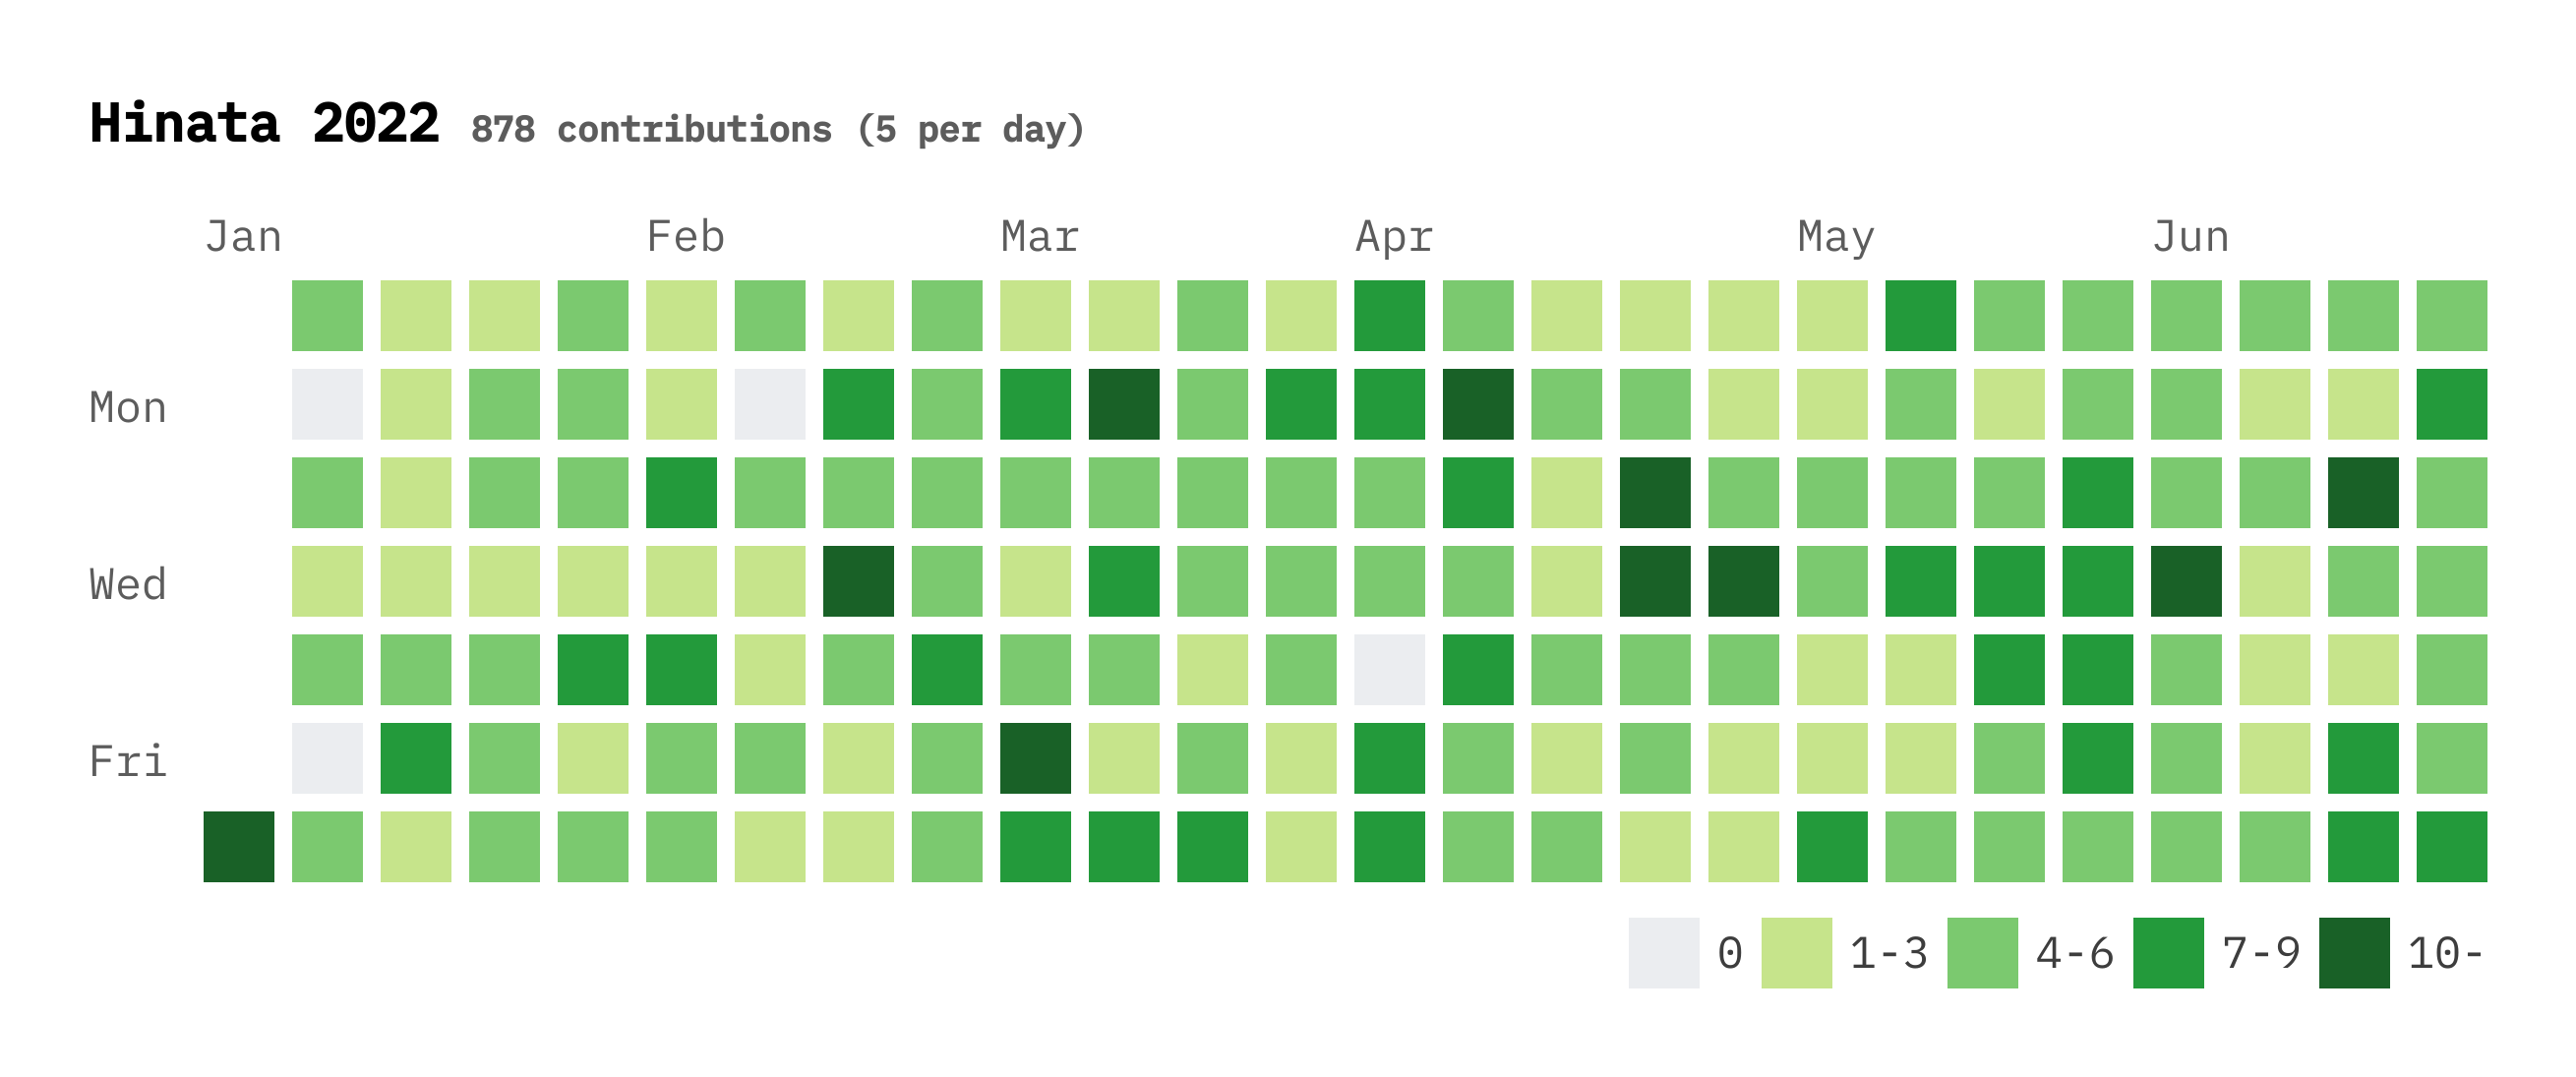 Hinata 2022 878 contributions (5 per day)
Jan Feb Mar Apr May Jun
Mon
Wed
Fri
0 1-3 4-6 7-9 10-